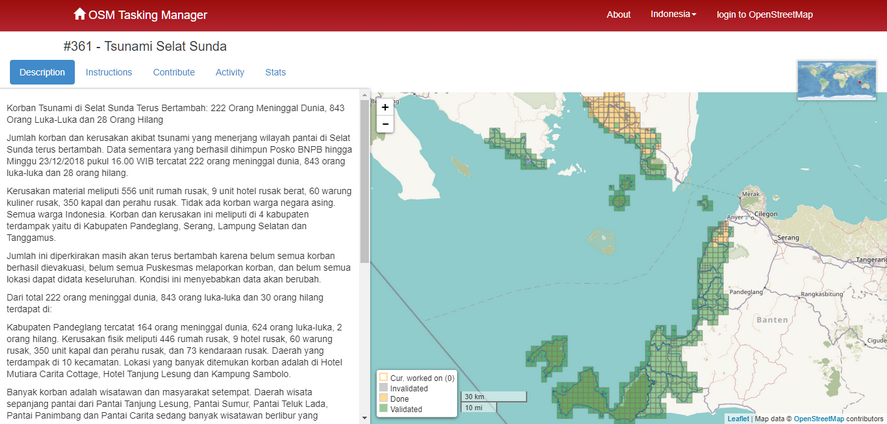 OSM Tasking Manager
About
Indonesia
login to OpenStreetMap
#361 - Tsunami Selat Sunda
Description
Instructions
Contribute
Activity
Stats
Korban Tsunami di Selat Sunda Terus Bertambah: 222 Orang Meninggal Dunia, 843
Orang Luka-Luka dan 28 Orang Hilang
Jumlah korban dan kerusakan akibat tsunami yang menerjang wilayah pantai di Selat
Sunda terus bertambah. Data sementara yang berhasil dihimpun Posko BNPB hingga
Minggu 23/12/2018 pukul 16.00 WIB tercatat 222 orang meninggal dunia, 843 orang
luka-luka dan 28 orang hilang.
Kerusakan material meliputi 556 unit rumah rusak, 9 unit hotel rusak berat, 60 warung
kuliner rusak, 350 kapal dan perahu rusak. Tidak ada korban warga negara asing.
Semua warga Indonesia. Korban dan kerusakan ini meliputi di 4 kabupaten
terdampak yaitu di Kabupaten Pandeglang, Serang, Lampung Selatan dan
Tanggamus.
Jumlah ini diperkirakan masih akan terus bertambah karena belum semua korban
berhasil dievakuasi, belum semua Puskesmas melaporkan korban, dan belum semua
lokasi dapat didata keseluruhan. Kondisi ini menyebabkan data akan berubah.
Dari total 222 orang meninggal dunia, 843 orang luka-luka dan 30 orang hilang
terdapat di:
Kabupaten Pandeglang tercatat 164 orang meninggal dunia, 624 orang luka-luka, 2
orang hilang. Kerusakan fisik meliputi 446 rumah rusak, 9 hotel rusak, 60 warung
rusak, 350 unit kapal dan perahu rusak, dan 73 kendaraan rusak. Daerah yang
terdampak di 10 kecamatan. Lokasi yang banyak ditemukan korban adalah di Hotel
Mutiara Carita Cottage, Hotel Tanjung Lesung dan Kampung Sambolo.
Banyak korban adalah wisatawan dan masyarakat setempat. Daerah wisata
sepanjang pantai dari Pantai Tanjung Lesung, Pantai Sumur, Pantai Teluk Lada,
Pantai Panimbang dan Pantai Carita sedang banyak wisatawan berlibur yang
+
−
Merak
Anyer
Cilegon
Serang
Tangerang
Pandeglang
Rangkasbitung
Banten
Cur. worked on (0)
Invalidated
Done
Validated
30 km
10 mi
Leaflet | Map data © OpenStreetMap contributors